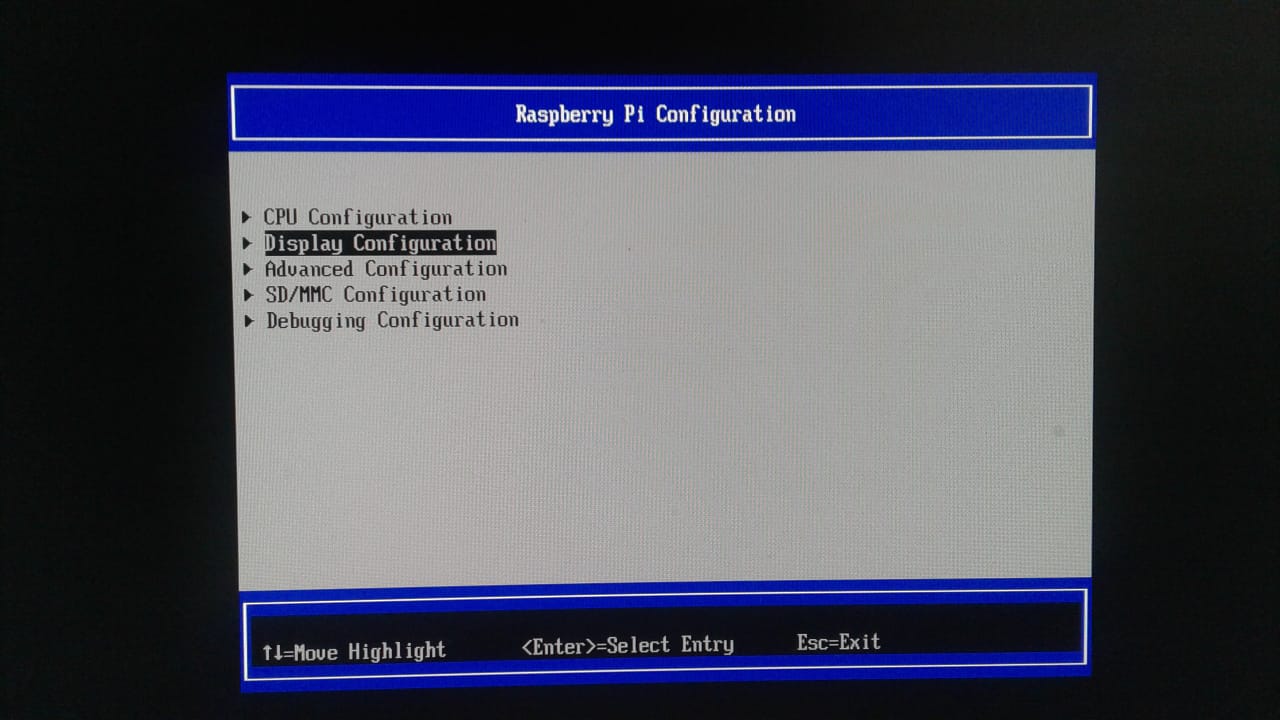 Raspberry Pi Configuration
CPU Configuration
Display Configuration
Advanced Configuration
SD/MMC Configuration
Debugging Configuration
↑↓=Move Highlight <Enter>=Select Entry Esc=Exit